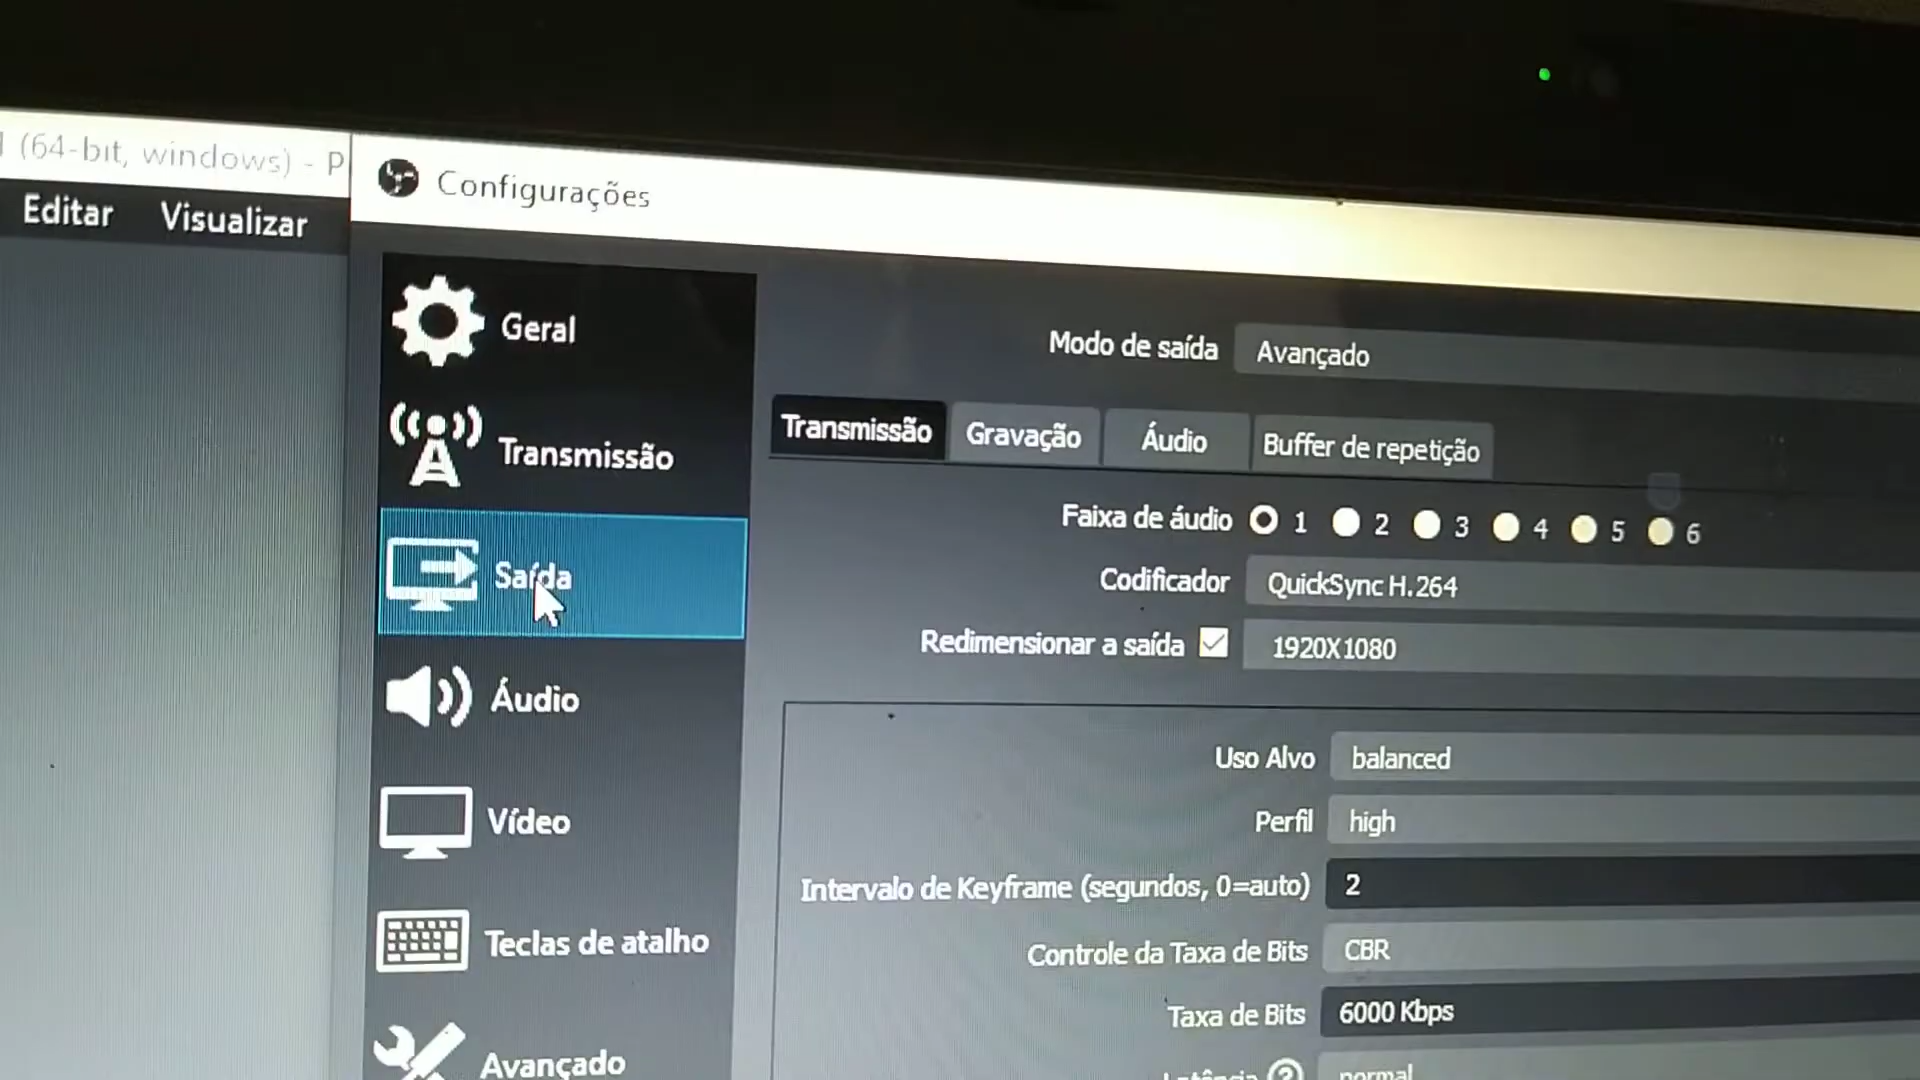 (64-bit, windows) - P
Editar Visualizar
Configurações
Geral
Transmissão
Saída
Áudio
Vídeo
Teclas de atalho
Avançado
Modo de saída Avançado
Transmissão Gravação Áudio Buffer de repetição
Faixa de áudio 1 2 3 4 5 6
Codificador QuickSync H.264
Redimensionar a saída 1920X1080
Uso Alvo balanced
Perfil high
Intervalo de Keyframe (segundos, 0=auto) 2
Controle da Taxa de Bits CBR
Taxa de Bits 6000 Kbps
Latência ? normal